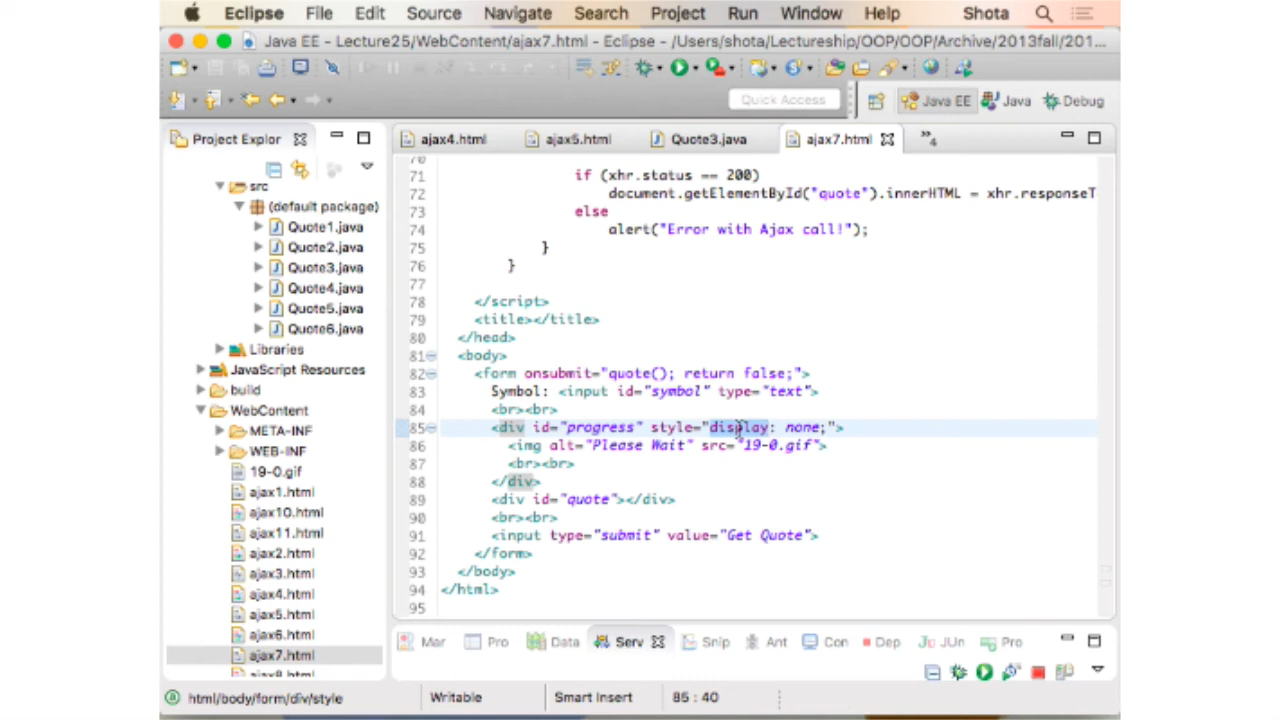 Eclipse File Edit Source Navigate Search Project Run Window Help Shota
Java EE - Lecture25/WebContent/ajax7.html - Eclipse - /Users/shota/Lectureship/OOP/OOP/Archive/2013fall/201...
Quick Access
Java EE Java Debug
Project Explor
src
(default package)
Quote1.java
Quote2.java
Quote3.java
Quote4.java
Quote5.java
Quote6.java
Libraries
JavaScript Resources
build
WebContent
META-INF
WEB-INF
19-0.gif
ajax1.html
ajax10.html
ajax11.html
ajax2.html
ajax3.html
ajax4.html
ajax5.html
ajax6.html
ajax7.html
ajax8.html
ajax4.html ajax5.html Quote3.java ajax7.html »4
70
71 if (xhr.status == 200)
72 document.getElementById("quote").innerHTML = xhr.responseT
73 else
74 alert("Error with Ajax call!");
75 }
76 }
77
78 </script>
79 <title></title>
80 </head>
81 <body>
82 <form onsubmit="quote(); return false;">
83 Symbol: <input id="symbol" type="text">
84 <br><br>
85 <div id="progress" style="display: none;">
86 <img alt="Please Wait" src="19-0.gif">
87 <br><br>
88 </div>
89 <div id="quote"></div>
90 <br><br>
91 <input type="submit" value="Get Quote">
92 </form>
93 </body>
94 </html>
95
Mar Pro Data Serv Snip Ant Con Dep JUn Pro
html/body/form/div/style Writable Smart Insert 85 : 40